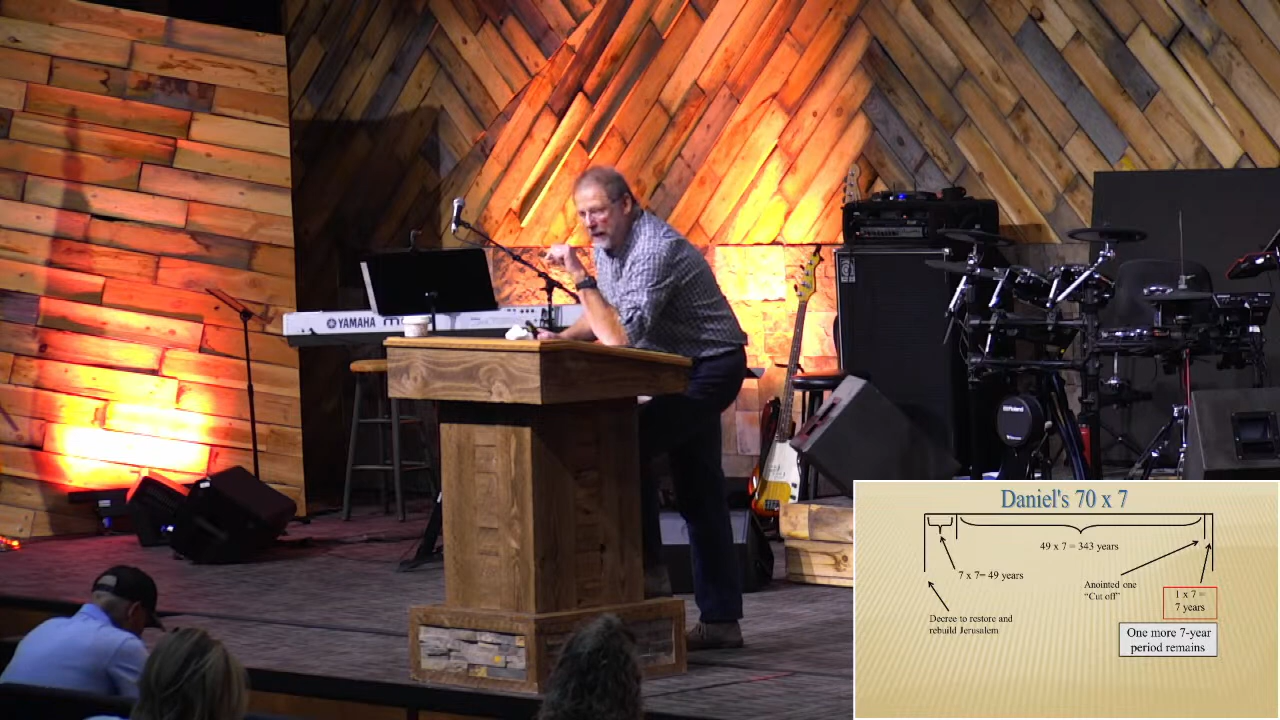 YAMAHA
Roland
Daniel's 70 x 7
49 x 7 = 343 years
7 x 7= 49 years
Anointed one
"Cut off"
1 x 7 =
7 years
Decree to restore and
rebuild Jerusalem
One more 7-year
period remains